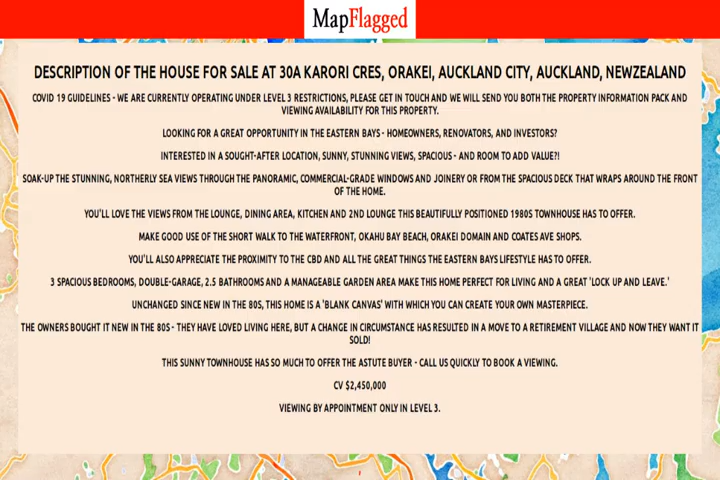 MapFlagged
DESCRIPTION OF THE HOUSE FOR SALE AT 30A KARORI CRES, ORAKEI, AUCKLAND CITY, AUCKLAND, NEWZEALAND
COVID 19 GUIDELINES - WE ARE CURRENTLY OPERATING UNDER LEVEL 3 RESTRICTIONS, PLEASE GET IN TOUCH AND WE WILL SEND YOU BOTH THE PROPERTY INFORMATION PACK AND
VIEWING AVAILABILITY FOR THIS PROPERTY.
LOOKING FOR A GREAT OPPORTUNITY IN THE EASTERN BAYS - HOMEOWNERS, RENOVATORS, AND INVESTORS?
INTERESTED IN A SOUGHT-AFTER LOCATION, SUNNY, STUNNING VIEWS, SPACIOUS - AND ROOM TO ADD VALUE?!
SOAK-UP THE STUNNING, NORTHERLY SEA VIEWS THROUGH THE PANORAMIC, COMMERCIAL-GRADE WINDOWS AND JOINERY OR FROM THE SPACIOUS DECK THAT WRAPS AROUND THE FRONT
OF THE HOME.
YOU'LL LOVE THE VIEWS FROM THE LOUNGE, DINING AREA, KITCHEN AND 2ND LOUNGE THIS BEAUTIFULLY POSITIONED 1980S TOWNHOUSE HAS TO OFFER.
MAKE GOOD USE OF THE SHORT WALK TO THE WATERFRONT, OKAHU BAY BEACH, ORAKEI DOMAIN AND COATES AVE SHOPS.
YOU'LL ALSO APPRECIATE THE PROXIMITY TO THE CBD AND ALL THE GREAT THINGS THE EASTERN BAYS LIFESTYLE HAS TO OFFER.
3 SPACIOUS BEDROOMS, DOUBLE-GARAGE, 2.5 BATHROOMS AND A MANAGEABLE GARDEN AREA MAKE THIS HOME PERFECT FOR LIVING AND A GREAT 'LOCK UP AND LEAVE.'
UNCHANGED SINCE NEW IN THE 80S, THIS HOME IS A 'BLANK CANVAS' WITH WHICH YOU CAN CREATE YOUR OWN MASTERPIECE.
THE OWNERS BOUGHT IT NEW IN THE 80S - THEY HAVE LOVED LIVING HERE, BUT A CHANGE IN CIRCUMSTANCE HAS RESULTED IN A MOVE TO A RETIREMENT VILLAGE AND NOW THEY WANT IT
SOLD!
THIS SUNNY TOWNHOUSE HAS SO MUCH TO OFFER THE ASTUTE BUYER - CALL US QUICKLY TO BOOK A VIEWING.
CV $2,450,000
VIEWING BY APPOINTMENT ONLY IN LEVEL 3.